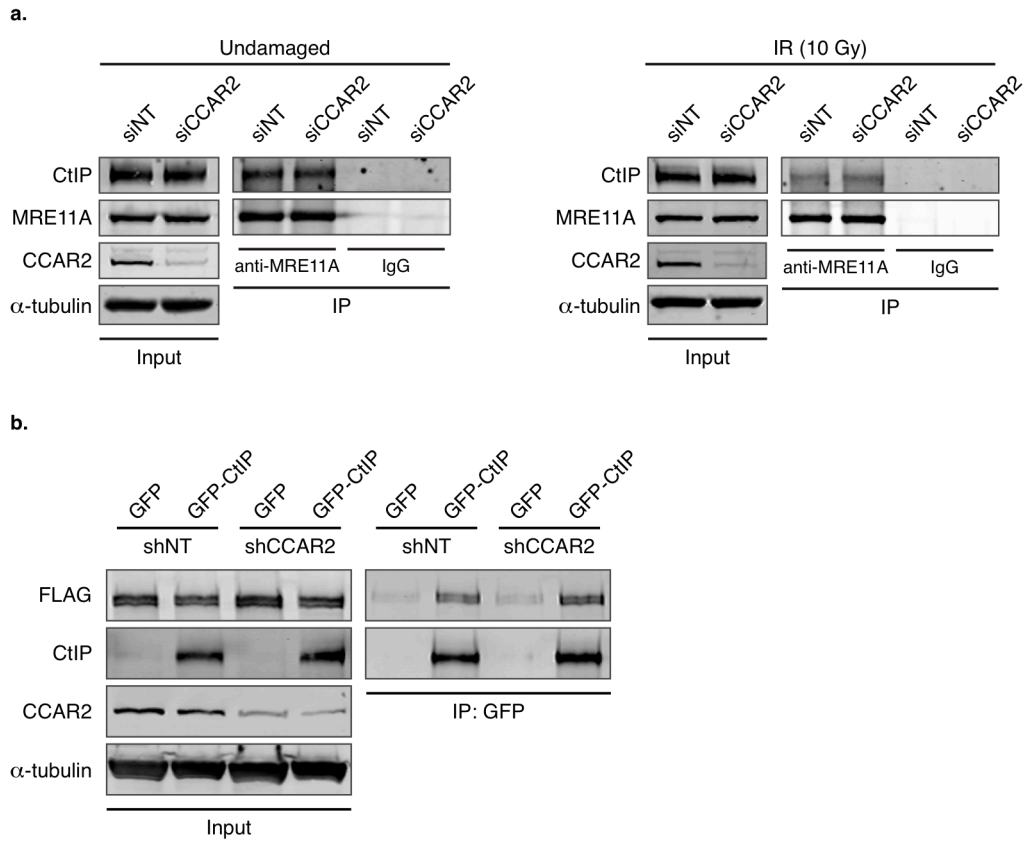 a.
Undamaged
IR (10 Gy)
siNT
siCCAR2
siNT
siCCAR2
siNT
siCCAR2
siNT
siCCAR2
siNT
siCCAR2
siNT
siCCAR2
CtIP
CtIP
MRE11A
MRE11A
CCAR2
anti-MRE11A
IgG
CCAR2
anti-MRE11A
IgG
α-tubulin
IP
α-tubulin
IP
Input
Input
b.
GFP
GFP-CtIP
GFP
GFP-CtIP
GFP
GFP-CtIP
GFP
GFP-CtIP
shNT
shCCAR2
shNT
shCCAR2
FLAG
CtIP
CCAR2
IP: GFP
α-tubulin
Input